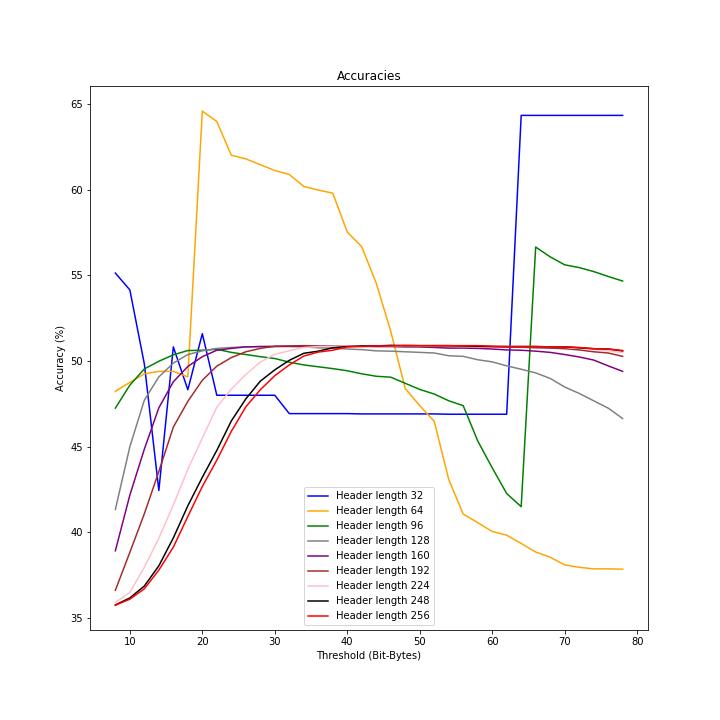 Accuracies
65
60
55
50
45
40
35
Accuracy (%)
Header length 32
Header length 64
Header length 96
Header length 128
Header length 160
Header length 192
Header length 224
Header length 248
Header length 256
10 20 30 40 50 60 70 80
Threshold (Bit-Bytes)